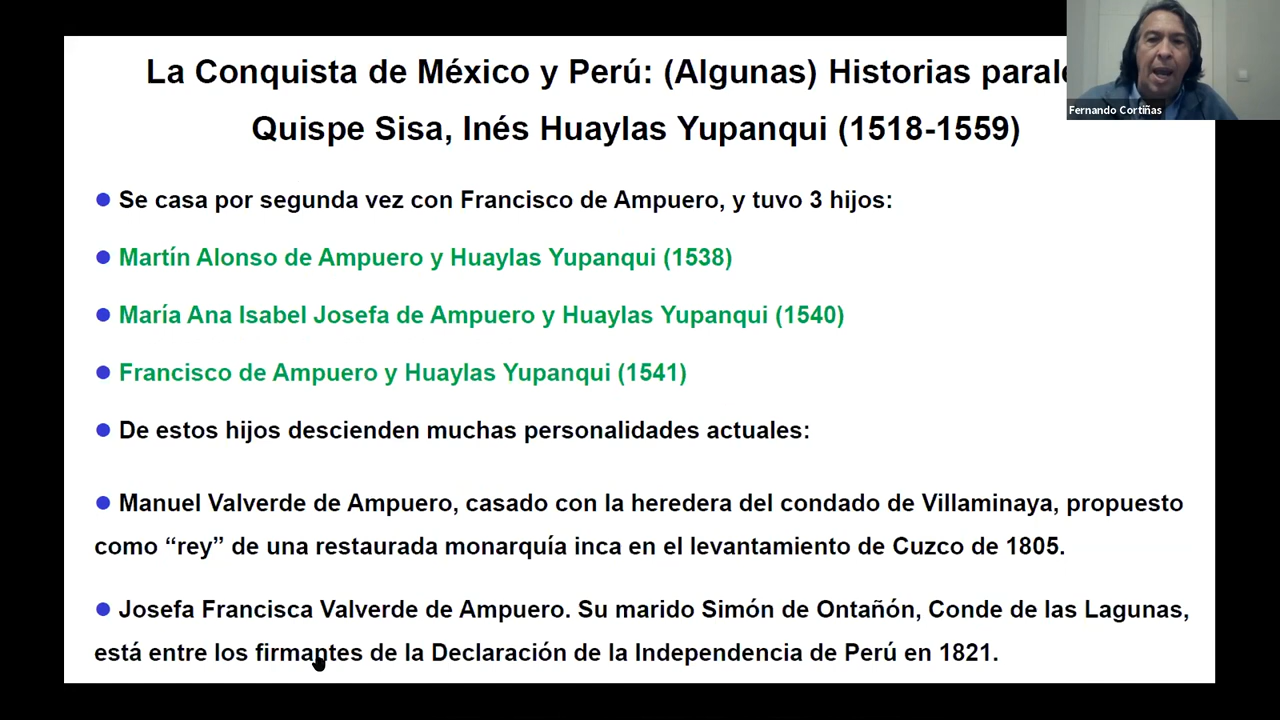 La Conquista de México y Perú: (Algunas) Historias
Quispe Sisa, Inés Huaylas Yupanqui (1518-1559)
Fernando Cortiñas
Se casa por segunda vez con Francisco de Ampuero, y tuvo 3 hijos:
Martín Alonso de Ampuero y Huaylas Yupanqui (1538)
María Ana Isabel Josefa de Ampuero y Huaylas Yupanqui (1540)
Francisco de Ampuero y Huaylas Yupanqui (1541)
De estos hijos descienden muchas personalidades actuales:
Manuel Valverde de Ampuero, casado con la heredera del condado de Villaminaya, propuesto
como “rey” de una restaurada monarquía inca en el levantamiento de Cuzco de 1805.
Josefa Francisca Valverde de Ampuero. Su marido Simón de Ontañón, Conde de las Lagunas,
está entre los firmantes de la Declaración de la Independencia de Perú en 1821.